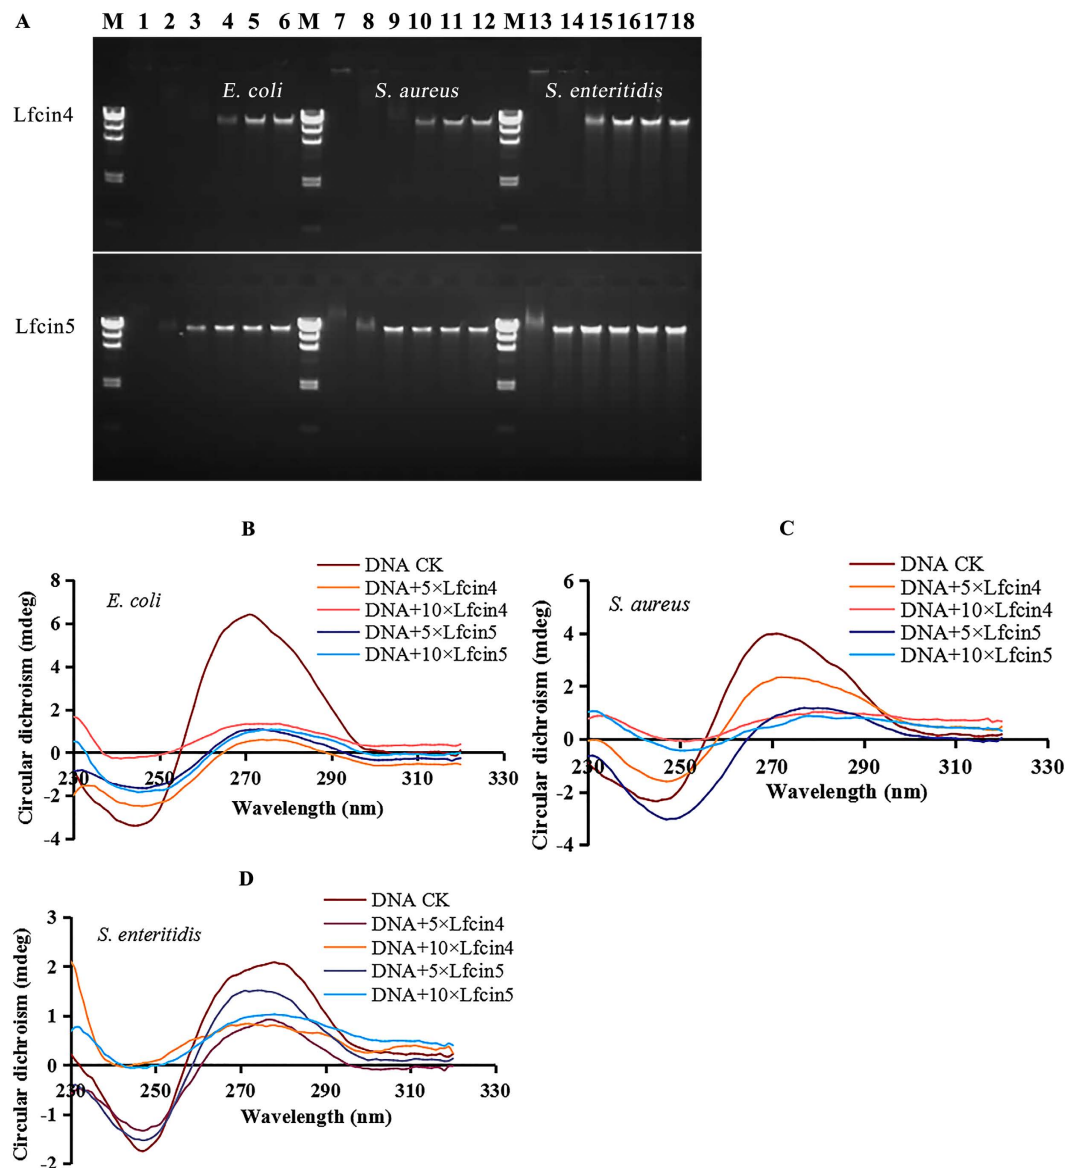 A M 1 2 3 4 5 6 M 7 8 9 10 11 12 M 13 14 15 16 17 18
E. coli S. aureus S. enteritidis
Lfcin4
Lfcin5
B
DNA CK
DNA+5×Lfcin4
DNA+10×Lfcin4
DNA+5×Lfcin5
DNA+10×Lfcin5
E. coli
Circular dichroism (mdeg)
8
6
4
2
0
-2
-4
230 250 270 290 310 330
Wavelength (nm)
C
DNA CK
DNA+5×Lfcin4
DNA+10×Lfcin4
DNA+5×Lfcin5
DNA+10×Lfcin5
S. aureus
Circular dichroism (mdeg)
6
4
2
0
-2
-4
230 250 270 290 310 330
Wavelength (nm)
D
DNA CK
DNA+5×Lfcin4
DNA+10×Lfcin4
DNA+5×Lfcin5
DNA+10×Lfcin5
S. enteritidis
Circular dichroism (mdeg)
3
2
1
0
-1
-2
230 250 270 290 310 330
Wavelength (nm)